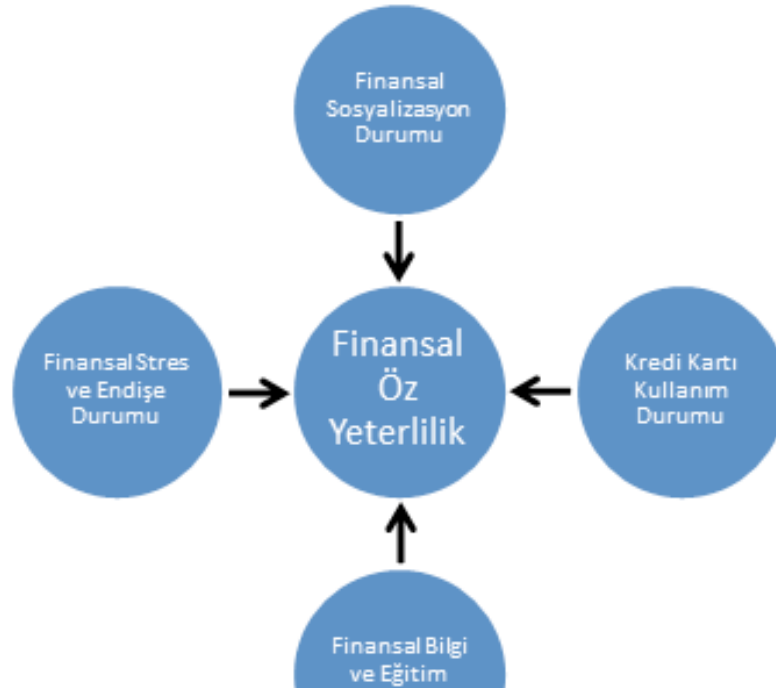 Finansal
Sosyalizasyon
Durumu
Finansal Stres
ve Endişe
Durumu
Finansal
Öz
Yeterlilik
Kredi Kartı
Kullanım
Durumu
Finansal Bilgi
ve Eğitim